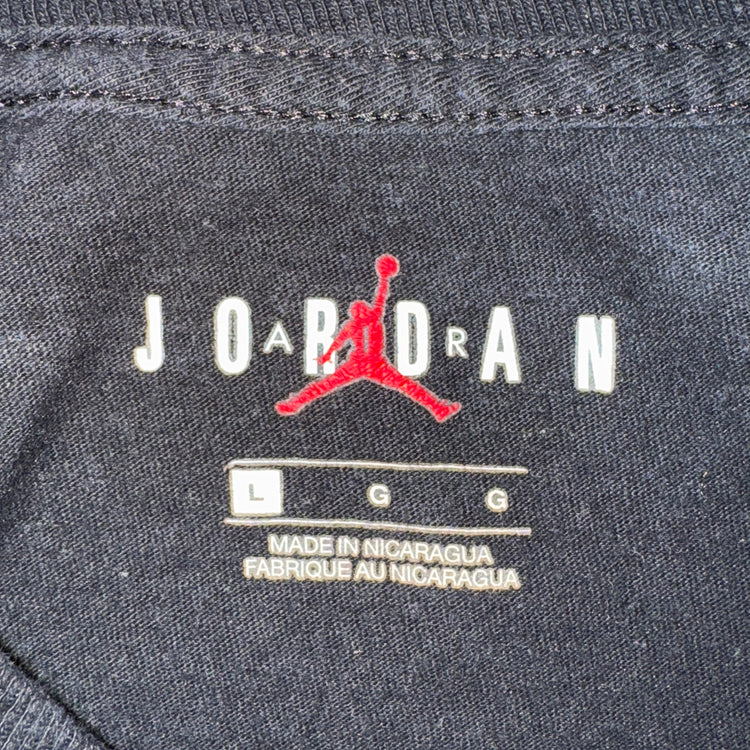 JORDAN
AIR
L G G
MADE IN NICARAGUA
FABRIQUE AU NICARAGUA